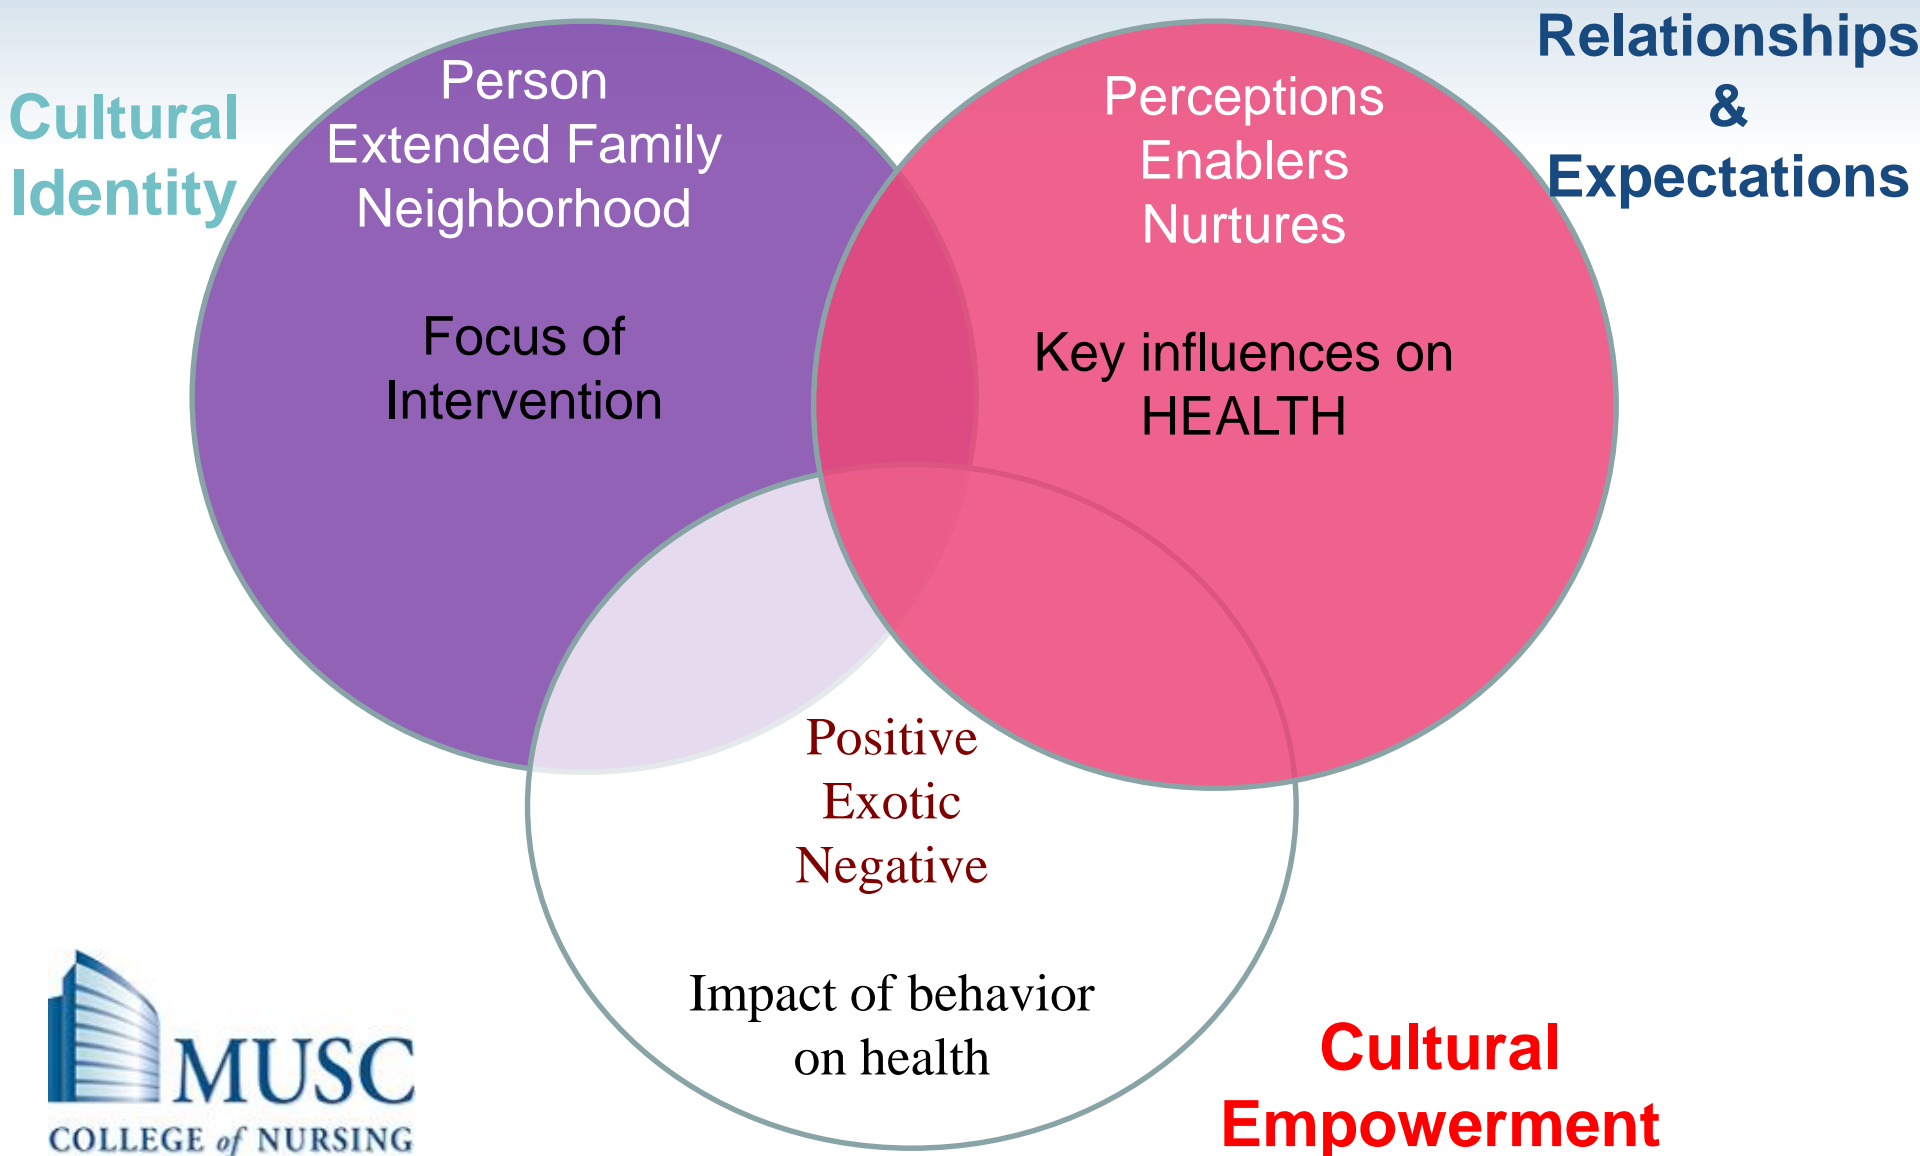 Cultural
Identity
Person
Extended Family
Neighborhood
Focus of
Intervention
Perceptions
Enablers
Nurtures
Key influences on
HEALTH
Relationships
&
Expectations
Positive
Exotic
Negative
Impact of behavior
on health
Cultural
Empowerment
MUSC
COLLEGE of NURSING